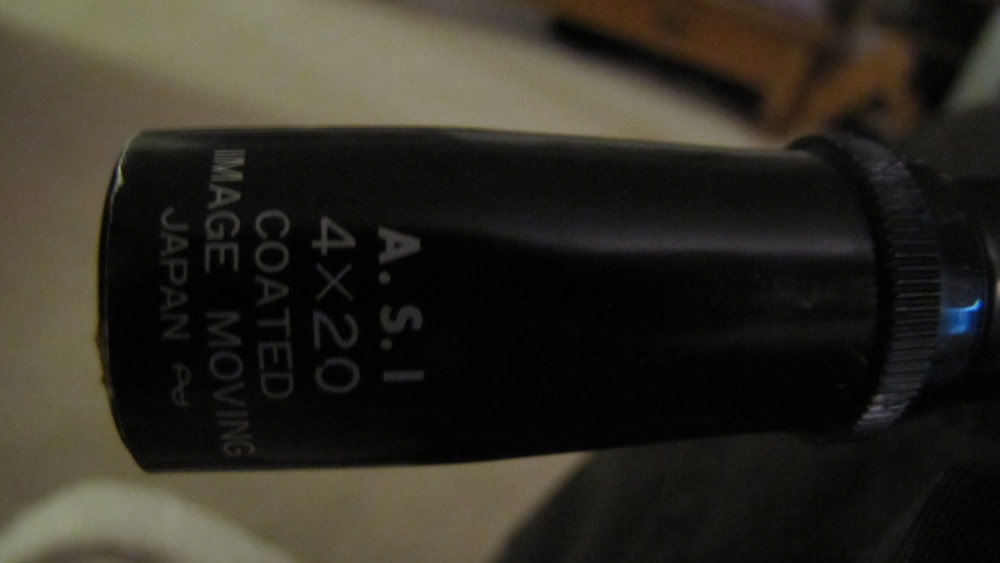 A.S.I
4×20
COATED
IMAGE MOVING
JAPAN